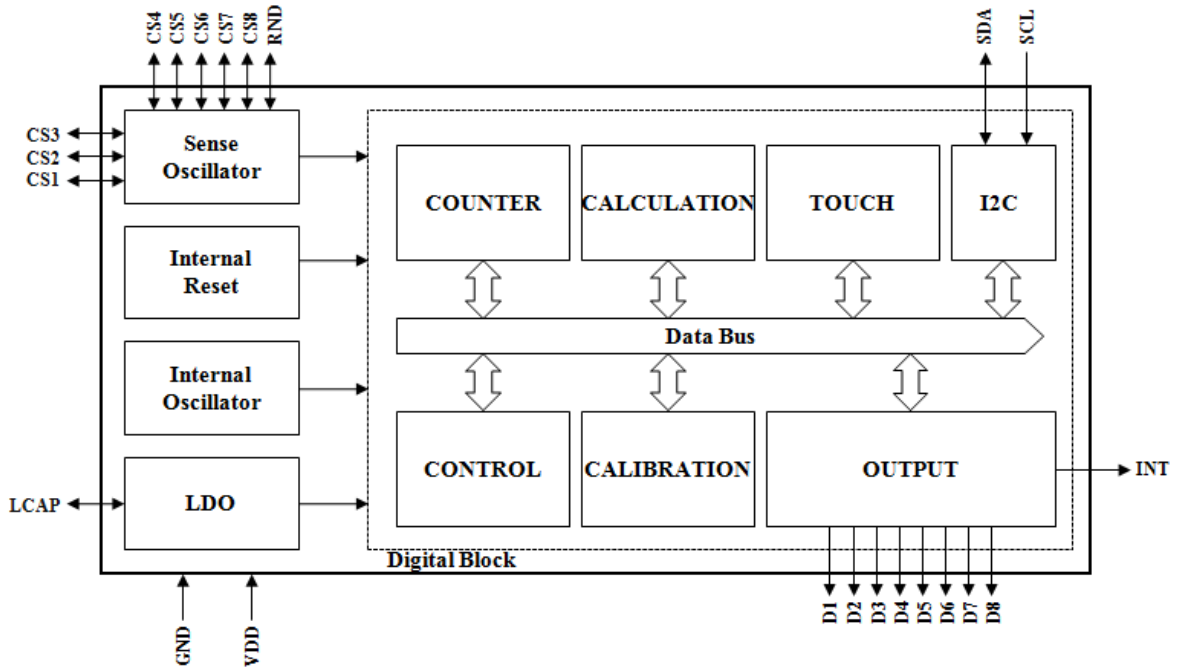 CS4
CS5
CS6
CS7
CS8
RND
SDA
SCL
CS3
CS2
CS1
Sense
Oscillator
COUNTER
CALCULATION
TOUCH
I2C
Internal
Reset
Data Bus
Internal
Oscillator
CONTROL
CALIBRATION
OUTPUT
INT
LCAP
LDO
Digital Block
GND
VDD
D1
D2
D3
D4
D5
D6
D7
D8